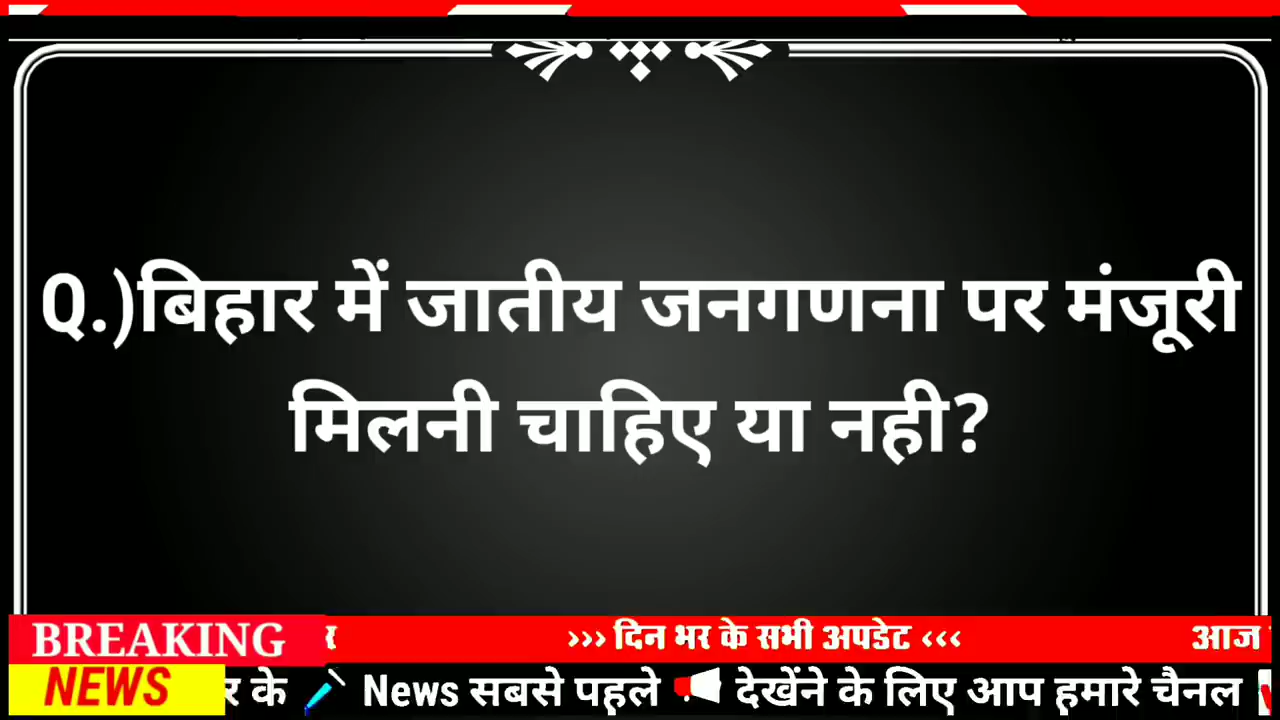 Q.)बिहार में जातीय जनगणना पर मंजूरी
मिलनी चाहिए या नही?
BREAKING
NEWS
››› दिन भर के सभी अपडेट ‹‹‹ आज
र के News सबसे पहले देखेंने के लिए आप हमारे चैनल